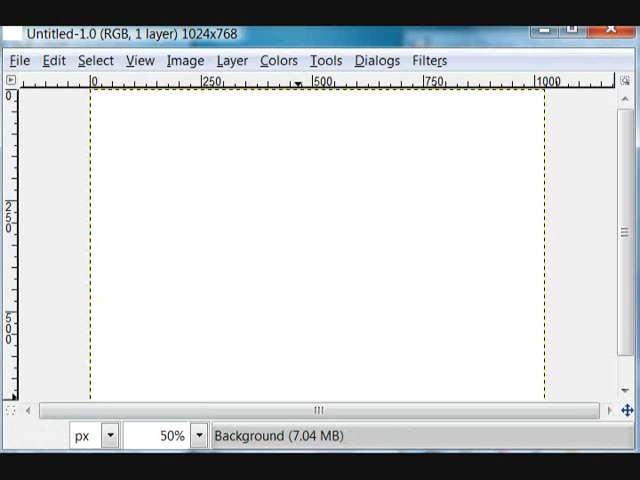 Untitled-1.0 (RGB, 1 layer) 1024x768
File Edit Select View Image Layer Colors Tools Dialogs Filters
0 250 500 750 1000
0
250
500
px 50% Background (7.04 MB)